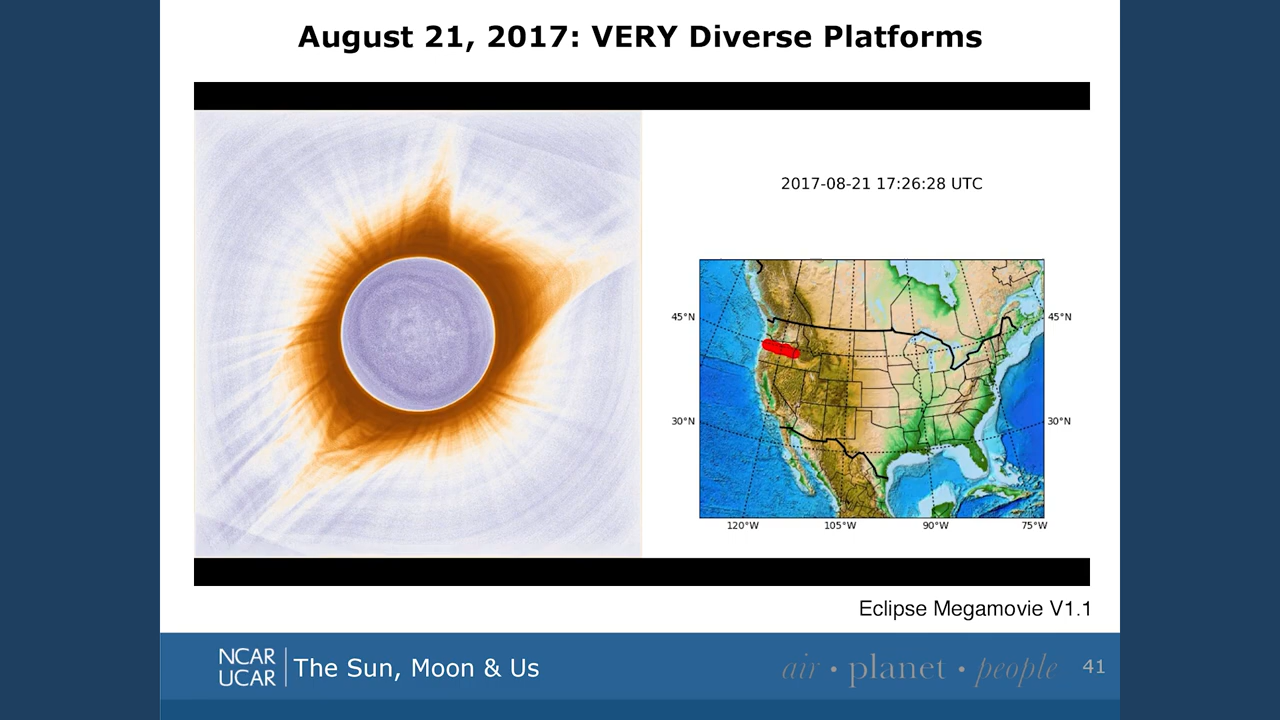 August 21, 2017: VERY Diverse Platforms
2017-08-21 17:26:28 UTC
45°N 45°N
30°N 30°N
120°W 105°W 90°W 75°W
Eclipse Megamovie V1.1
NCAR
UCAR
The Sun, Moon & Us
air • planet • people 41